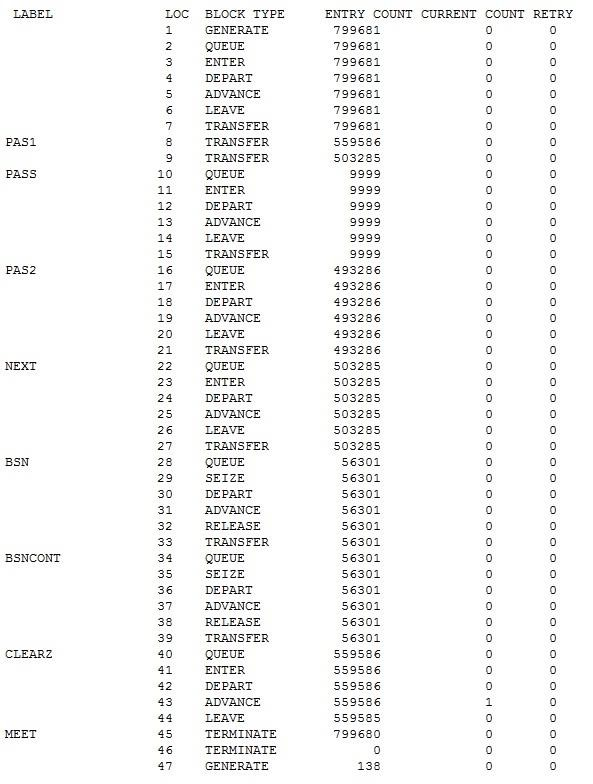 LABEL LOC BLOCK TYPE ENTRY COUNT CURRENT COUNT RETRY
1 GENERATE 799681 0 0
2 QUEUE 799681 0 0
3 ENTER 799681 0 0
4 DEPART 799681 0 0
5 ADVANCE 799681 0 0
6 LEAVE 799681 0 0
7 TRANSFER 799681 0 0
PAS1 8 TRANSFER 559586 0 0
9 TRANSFER 503285 0 0
PASS 10 QUEUE 9999 0 0
11 ENTER 9999 0 0
12 DEPART 9999 0 0
13 ADVANCE 9999 0 0
14 LEAVE 9999 0 0
15 TRANSFER 9999 0 0
PAS2 16 QUEUE 493286 0 0
17 ENTER 493286 0 0
18 DEPART 493286 0 0
19 ADVANCE 493286 0 0
20 LEAVE 493286 0 0
21 TRANSFER 493286 0 0
NEXT 22 QUEUE 503285 0 0
23 ENTER 503285 0 0
24 DEPART 503285 0 0
25 ADVANCE 503285 0 0
26 LEAVE 503285 0 0
27 TRANSFER 503285 0 0
BSN 28 QUEUE 56301 0 0
29 SEIZE 56301 0 0
30 DEPART 56301 0 0
31 ADVANCE 56301 0 0
32 RELEASE 56301 0 0
33 TRANSFER 56301 0 0
BSNCONT 34 QUEUE 56301 0 0
35 SEIZE 56301 0 0
36 DEPART 56301 0 0
37 ADVANCE 56301 0 0
38 RELEASE 56301 0 0
39 TRANSFER 56301 0 0
CLEARZ 40 QUEUE 559586 0 0
41 ENTER 559586 0 0
42 DEPART 559586 0 0
43 ADVANCE 559586 1 0
44 LEAVE 559585 0 0
MEET 45 TERMINATE 799680 0 0
46 TERMINATE 0 0 0
47 GENERATE 138 0 0